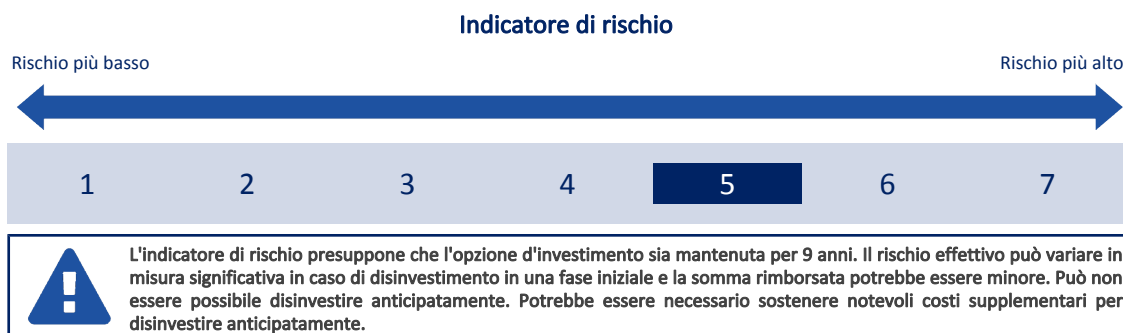 Indicatore di rischio
Rischio più basso
Rischio più alto
1 2 3 4 5 6 7
L'indicatore di rischio presuppone che l'opzione d'investimento sia mantenuta per 9 anni. Il rischio effettivo può variare in
misura significativa in caso di disinvestimento in una fase iniziale e la somma rimborsata potrebbe essere minore. Può non
essere possibile disinvestire anticipatamente. Potrebbe essere necessario sostenere notevoli costi supplementari per
disinvestire anticipatamente.